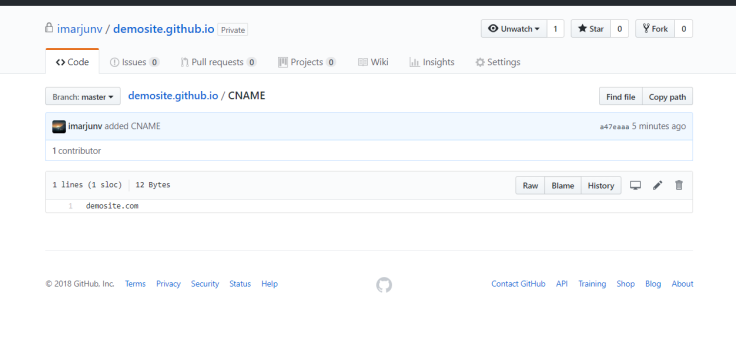 imarjunv / demosite.github.io Private
Unwatch 1 Star 0 Fork 0
Code Issues 0 Pull requests 0 Projects 0 Wiki Insights Settings
Branch: master demosite.github.io / CNAME Find file Copy path
imarjunv added CNAME a47eaaa 5 minutes ago
1 contributor
1 lines (1 sloc) 12 Bytes Raw Blame History
1 demosite.com
© 2018 GitHub, Inc. Terms Privacy Security Status Help Contact GitHub API Training Shop Blog About